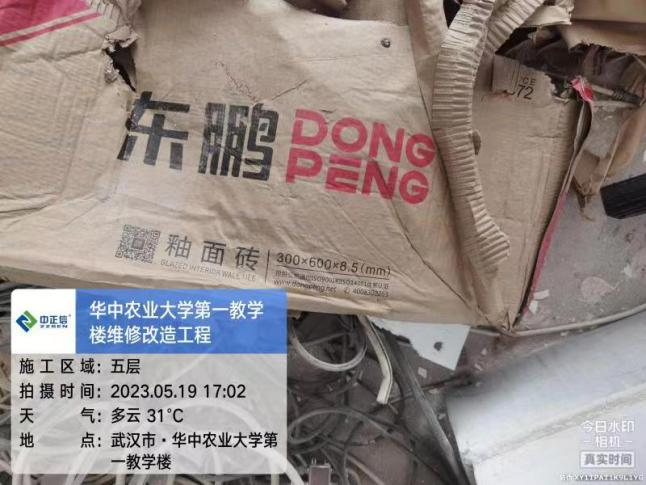 东鹏
DONG
PENG
釉面砖
GLAZED INTERIOR WALL TILE
300×600×8.5(mm)
www.dongpeng.net
CE
72
中正信
华中农业大学第一教学
楼维修改造工程
施工区域：五层
拍摄时间：2023.05.19 17:02
天气：多云 31℃
地点：武汉市·华中农业大学第
一教学楼
今日水印
相机
真实时间